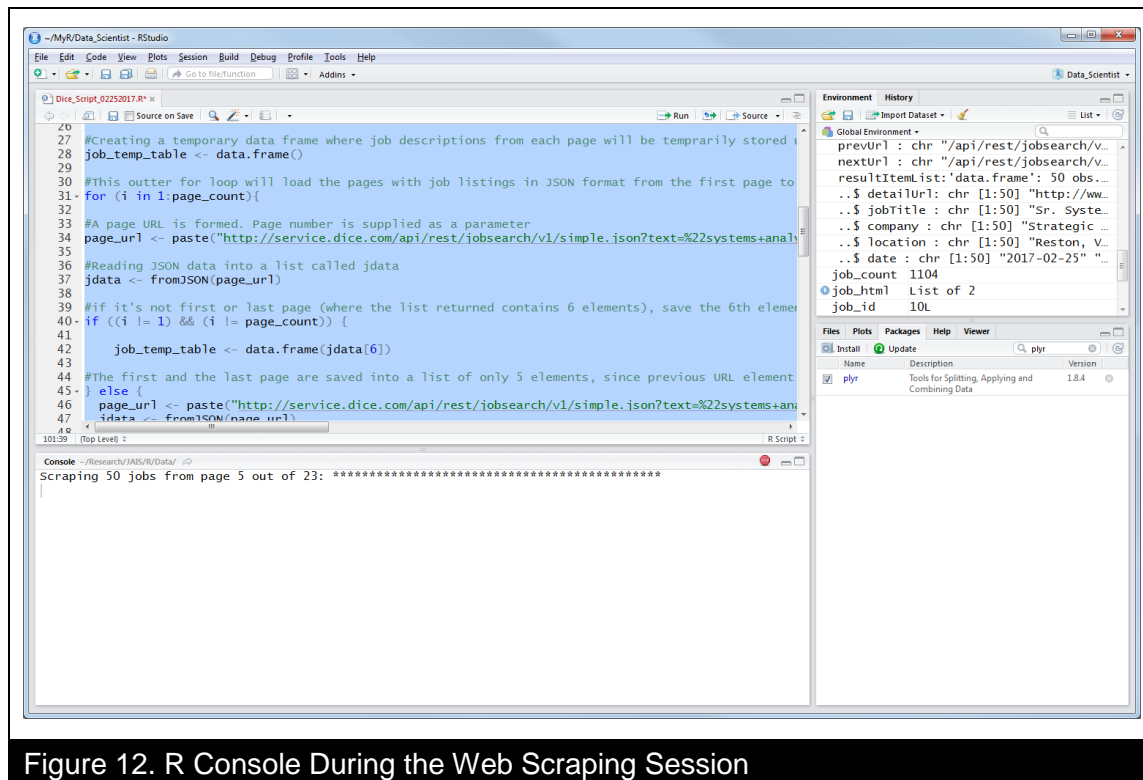 ~/MyR/Data_Scientist - RStudio
File Edit Code View Plots Session Build Debug Profile Tools Help
Go to file/function Addins Data_Scientist
Dice_Script_02252017.R*
Source on Save Run Source
26
27 #Creating a temporary data frame where job descriptions from each page will be temprarily stored
28 job_temp_table <- data.frame()
29
30 #This outter for loop will load the pages with job listings in JSON format from the first page to
31 for (i in 1:page_count){
32
33 #A page URL is formed. Page number is supplied as a parameter
34 page_url <- paste("http://service.dice.com/api/rest/jobsearch/v1/simple.json?text=%22systems+analy
35
36 #Reading JSON data into a list called jdata
37 jdata <- fromJSON(page_url)
38
39 #if it's not first or last page (where the list returned contains 6 elements), save the 6th elemen
40 if ((i != 1) && (i != page_count)) {
41
42 job_temp_table <- data.frame(jdata[6])
43
44 #The first and the last page are saved into a list of only 5 elements, since previous URL element
45 } else {
46 page_url <- paste("http://service.dice.com/api/rest/jobsearch/v1/simple.json?text=%22systems+ana
47 jdata <- fromJSON(page_url)
48
101:39 (Top Level) R Script
Console ~/Research/JAIS/R/Data/
Scraping 50 jobs from page 5 out of 23: *********************************************
Environment History
Import Dataset List
Global Environment
prevUrl : chr "/api/rest/jobsearch/v…
nextUrl : chr "/api/rest/jobsearch/v…
resultItemList:'data.frame': 50 obs.…
..$ detailUrl: chr [1:50] "http://ww…
..$ jobTitle : chr [1:50] "Sr. Syste…
..$ company : chr [1:50] "Strategic …
..$ location : chr [1:50] "Reston, V…
..$ date : chr [1:50] "2017-02-25" "…
job_count 1104
job_html List of 2
job_id 10L
Files Plots Packages Help Viewer
Install Update plyr
Name Description Version
plyr Tools for Splitting, Applying and 1.8.4
Combining Data
Figure 12. R Console During the Web Scraping Session